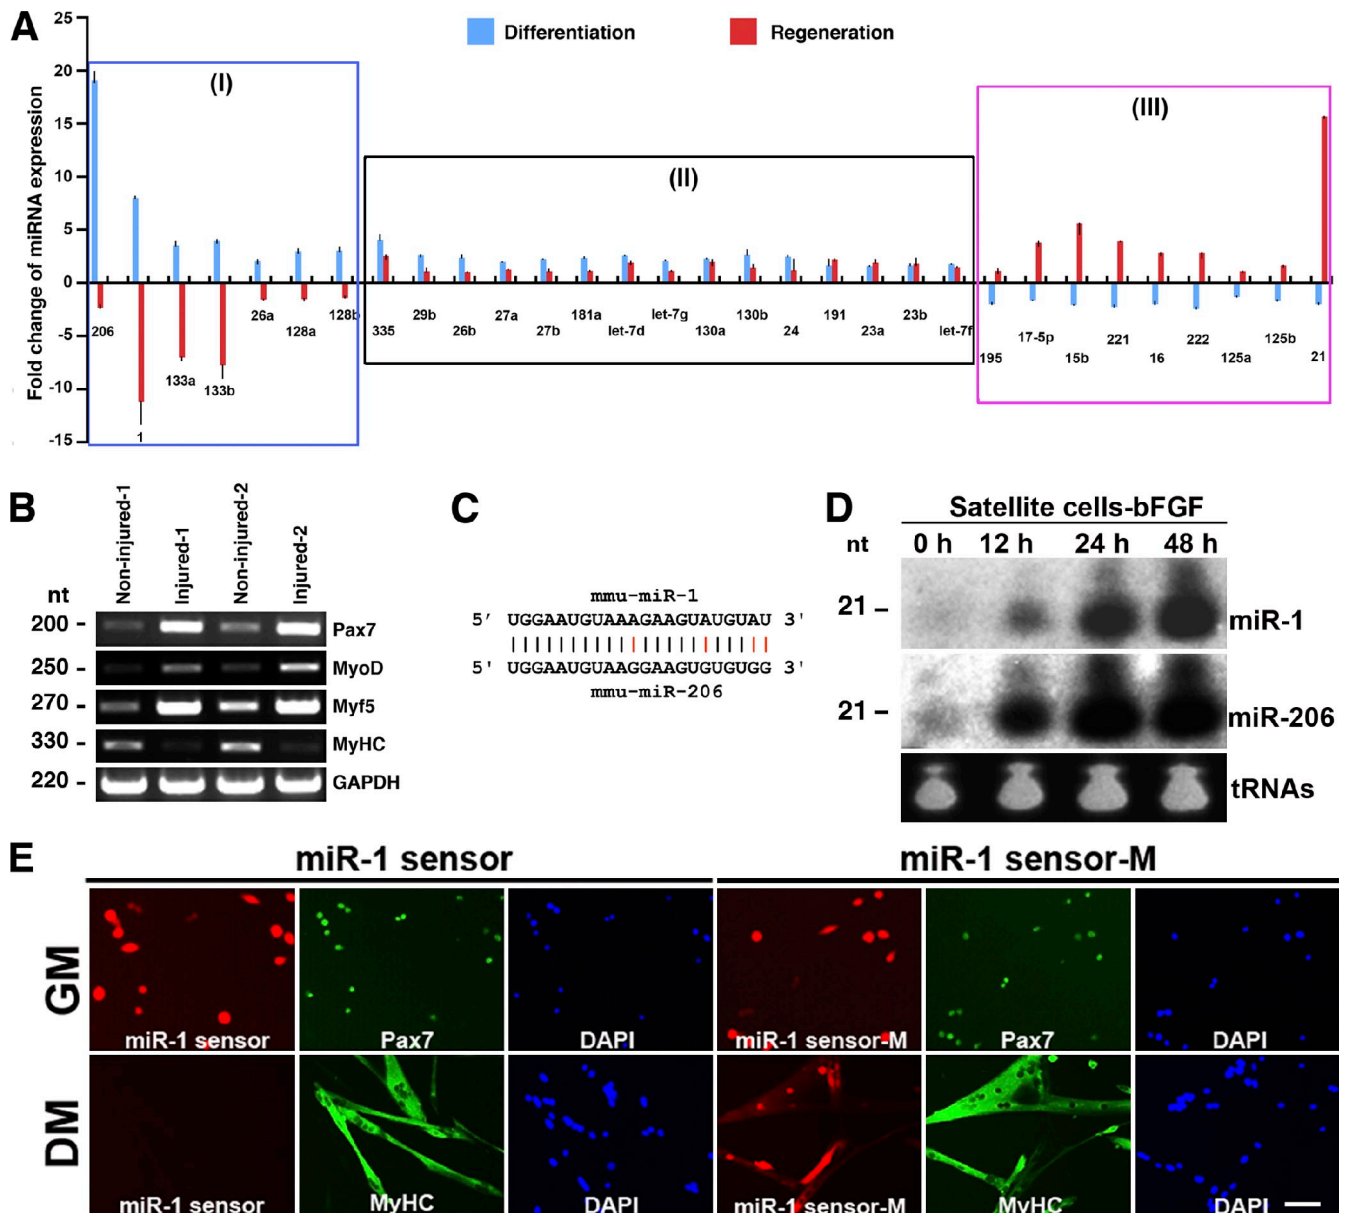 A
Differentiation
Regeneration
Fold change of miRNA expression
25
20
15
10
5
0
-5
-10
-15
(I)
(II)
(III)
206
1
133a
133b
26a
128a
128b
335
29b
26b
27a
27b
181a
let-7d
let-7g
130a
130b
24
191
23a
23b
let-7f
195
17-5p
15b
221
16
222
125a
125b
21
B
Non-injured-1
Injured-1
Non-injured-2
Injured-2
nt
200 - Pax7
250 - MyoD
270 - Myf5
330 - MyHC
220 - GAPDH
C
mmu-miR-1
5' UGGAAUGUAAAGAAGUAUGUAU 3'
5' UGGAAUGUAAGGAAGUGUGUGG 3'
mmu-miR-206
D
Satellite cells-bFGF
nt 0 h 12 h 24 h 48 h
21 – miR-1
21 – miR-206
tRNAs
E
miR-1 sensor miR-1 sensor-M
GM
miR-1 sensor Pax7 DAPI miR-1 sensor-M Pax7 DAPI
DM
miR-1 sensor MyHC DAPI miR-1 sensor-M MyHC DAPI